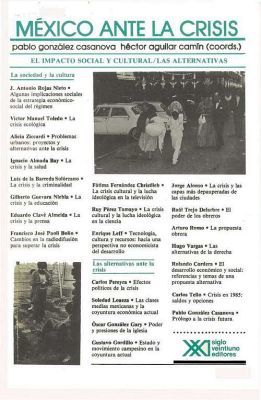 MÉXICO ANTE LA CRISIS
pablo gonzález casanova héctor aguilar camín (coords.)
EL IMPACTO SOCIAL Y CULTURAL/LAS ALTERNATIVAS
La sociedad y la cultura
J. Antonio Rojas Nieto •
Algunas implicaciones sociales
de la estrategia económico-
social del régimen
Víctor Manuel Toledo • La
crisis ecológica
Alicia Ziccardi • Problemas
urbanos: proyectos y
alternativas ante la crisis
Ignacio Almada Bay • La
crisis y la salud
Luis de la Barreda Solórzano •
La crisis y la criminalidad
Gilberto Guevara Niebla • La
crisis y la educación
Eduardo Clavé Almeida • La
crisis y la prensa
Francisco José Paoli Bolio •
Cambios en la radiodifusión
para superar la crisis
Fátima Fernández Christlieb •
La crisis cultural y la lucha
ideológica en la televisión
Ruy Pérez Tamayo • La crisis
cultural y la lucha ideológica
en la ciencia
Enrique Leff • Tecnología,
cultura y recursos: hacia una
perspectiva no economicista
del desarrollo
Las alternativas ante la
crisis
Carlos Pereyra • Efectos
políticos de la crisis
Soledad Loaeza • Las clases
medias mexicanas y la
coyuntura económica actual
Óscar González Gary • Poder
y presiones de la iglesia
Gustavo Gordillo • Estado y
movimiento campesino en la
coyuntura actual
Jorge Alonso • La crisis y las
capas más depauperadas de
las ciudades
Raúl Trejo Delarbre • El
poder de los obreros
Arturo Romo • La propuesta
obrera
Hugo Vargas • Las
alternativas de la derecha
Rolando Cordera • El
desarrollo económico y social:
referencias y temas de una
propuesta alternativa
Carlos Tello • Crisis en 1985:
saldos y opciones
Pablo González Casanova •
Prólogo a la crisis futura.
siglo
veintiuno
editores